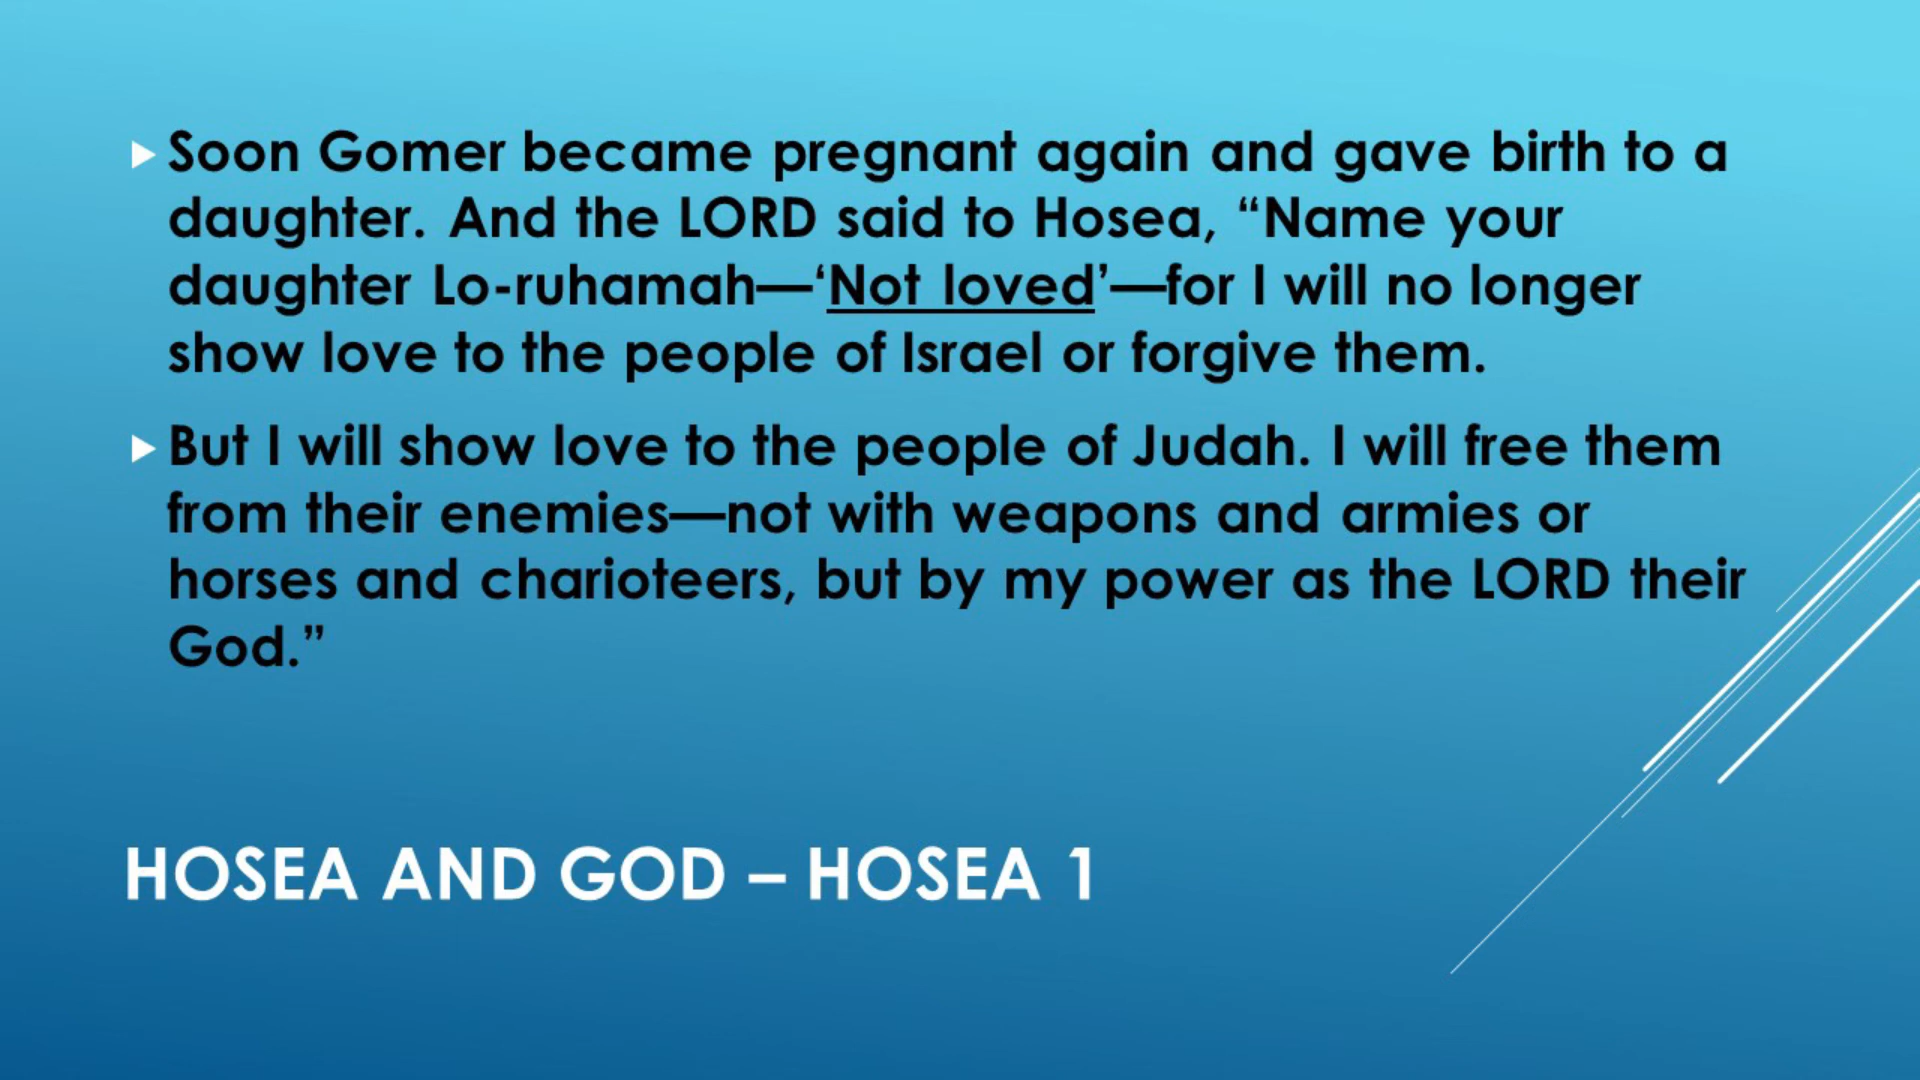 Soon Gomer became pregnant again and gave birth to a
daughter. And the LORD said to Hosea, “Name your
daughter Lo-ruhamah—‘Not loved’—for I will no longer
show love to the people of Israel or forgive them.
But I will show love to the people of Judah. I will free them
from their enemies—not with weapons and armies or
horses and charioteers, but by my power as the LORD their
God.”
HOSEA AND GOD – HOSEA 1